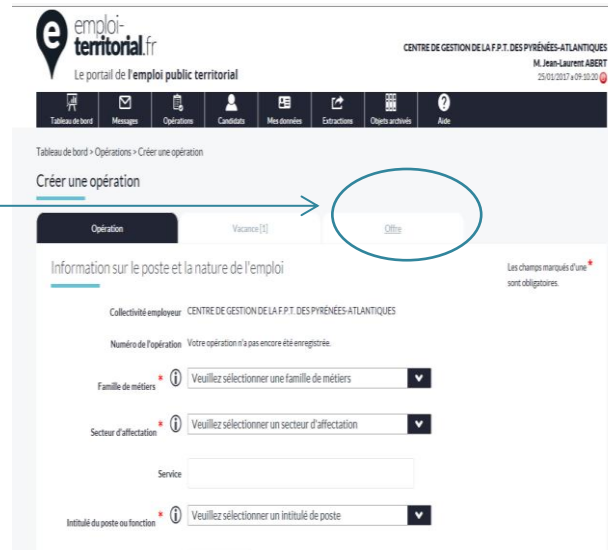 emploi-
territorial.fr
Le portail de l'emploi public territorial
CENTRE DE GESTION DE LA F.P.T. DES PYRÉNÉES-ATLANTIQUES
M. Jean-Laurent ABERT
25/01/2017 à 09:10:20
Tableau de bord Messages Opérations Candidats Mes données Extractions Objets archivés Aide
Tableau de bord > Opérations > Créer une opération
Créer une opération
Opération Vacance [1] Offre
Information sur le poste et la nature de l'emploi
Les champs marqués d'une *
sont obligatoires.
Collectivité employeur CENTRE DE GESTION DE LA F.P.T. DES PYRÉNÉES-ATLANTIQUES
Numéro de l'opération Votre opération n'a pas encore été enregistrée.
Famille de métiers * Veuillez sélectionner une famille de métiers
Secteur d'affectation * Veuillez sélectionner un secteur d'affectation
Service
Intitulé du poste ou fonction * Veuillez sélectionner un intitulé de poste